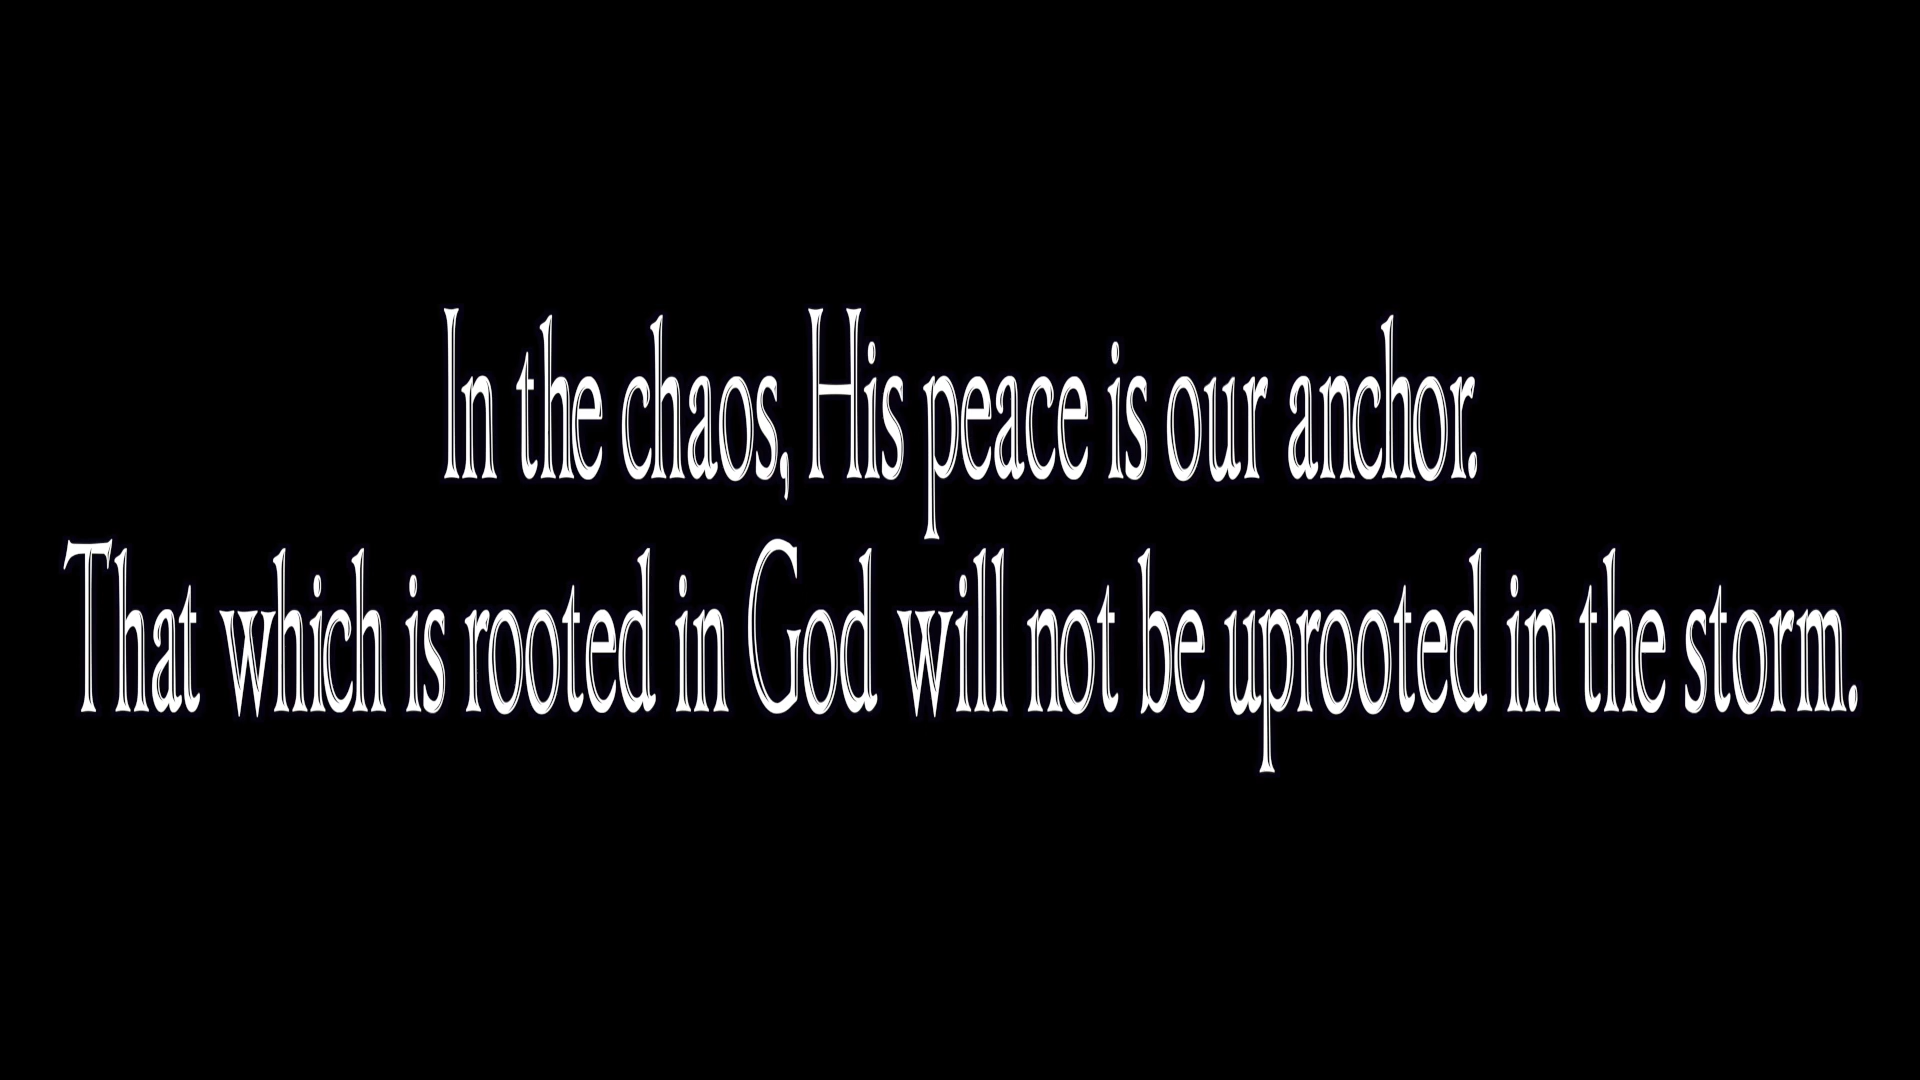 In the chaos, His peace is our anchor.
That which is rooted in God will not be uprooted in the storm.